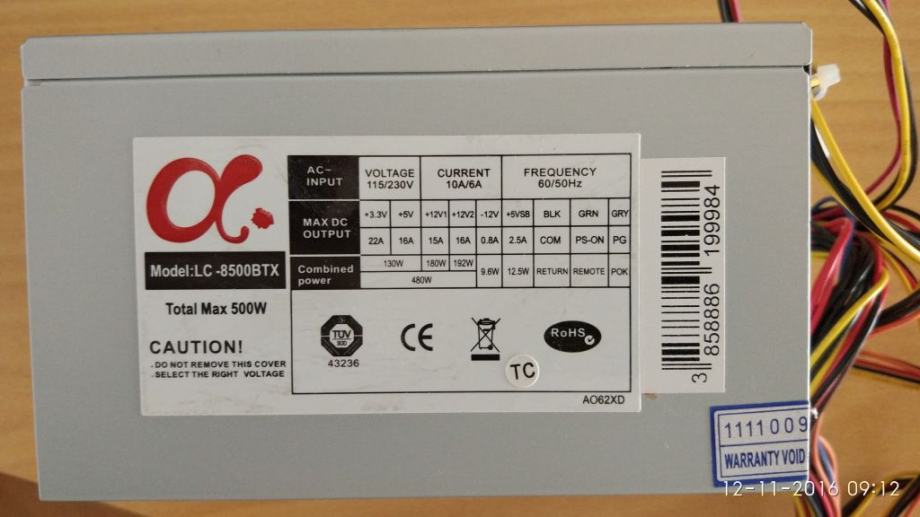 Model:LC -8500BTX
Total Max 500W
CAUTION!
- DO NOT REMOVE THIS COVER
- SELECT THE RIGHT VOLTAGE
AC~ INPUT VOLTAGE 115/230V CURRENT 10A/6A FREQUENCY 60/50Hz
MAX DC OUTPUT
+3.3V +5V +12V1 +12V2 -12V +5VSB BLK GRN GRY
22A 16A 15A 16A 0.8A 2.5A COM PS-ON PG
Combined power
130W 180W 192W 9.6W 12.5W RETURN REMOTE POK
480W
TÜV
43236
CE
RoHS
TC
AO62XD
3 858886 199984
1111009
WARRANTY VOID
12-11-2016 09:12